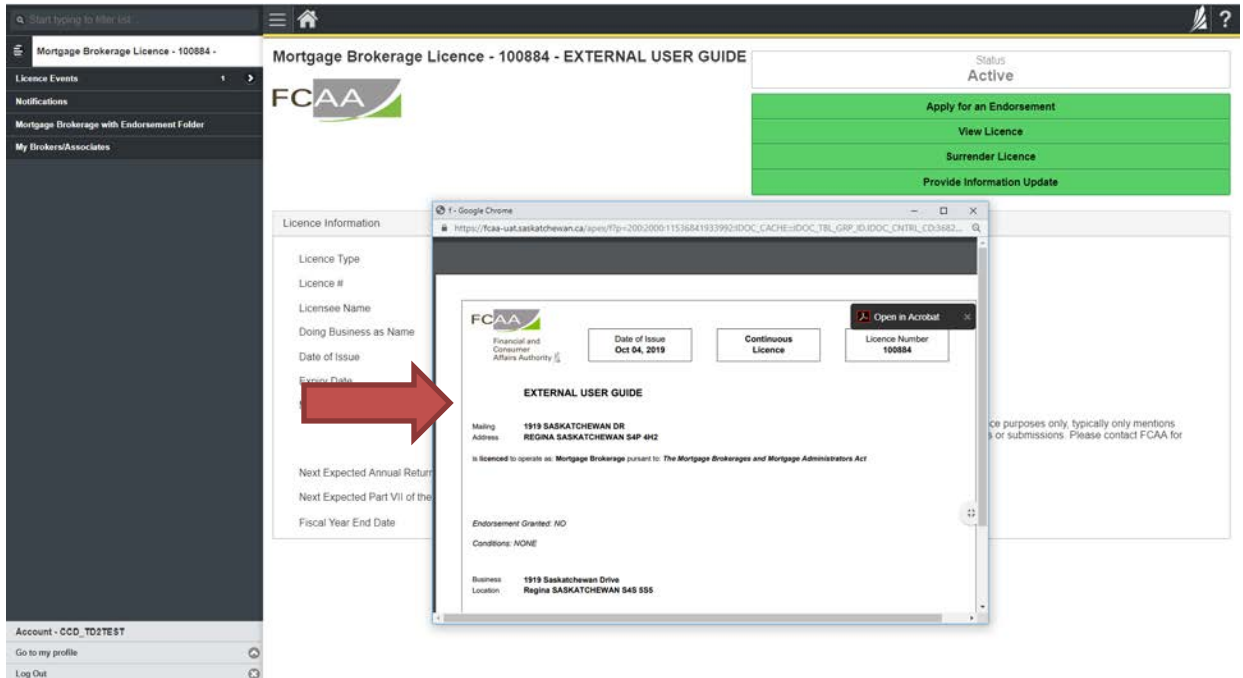 Start typing to filter list...
?
Mortgage Brokerage Licence - 100884 -
Licence Events 1
Notifications
Mortgage Brokerage with Endorsement Folder
My Brokers/Associates
Account - CCD_TD2TEST
Go to my profile
Log Out
Mortgage Brokerage Licence - 100884 - EXTERNAL USER GUIDE
FCAA
Status
Active
Apply for an Endorsement
View Licence
Surrender Licence
Provide Information Update
Licence Information
Licence Type
Licence #
Licensee Name
Doing Business as Name
Date of Issue
Expiry Date
ce purposes only, typically only mentions
s or submissions. Please contact FCAA for
Next Expected Annual Return
Next Expected Part VII of the
Fiscal Year End Date
f - Google Chrome
https://fcaa-uat.saskatchewan.ca/apex/f?p=200:2000:11536841933992:IDOC_CACHE::IDOC_TBL_GRP_ID,IDOC_CNTRL_CD:3682...
Open in Acrobat
FCAA
Financial and
Consumer
Affairs Authority
Date of Issue
Oct 04, 2019
Continuous
Licence
Licence Number
100884
EXTERNAL USER GUIDE
Mailing 1919 SASKATCHEWAN DR
Address REGINA SASKATCHEWAN S4P 4H2
is licenced to operate as: Mortgage Brokerage pursuant to: The Mortgage Brokerages and Mortgage Administrators Act
Endorsement Granted: NO
Conditions: NONE
Business 1919 Saskatchewan Drive
Location Regina SASKATCHEWAN S4S 5S5